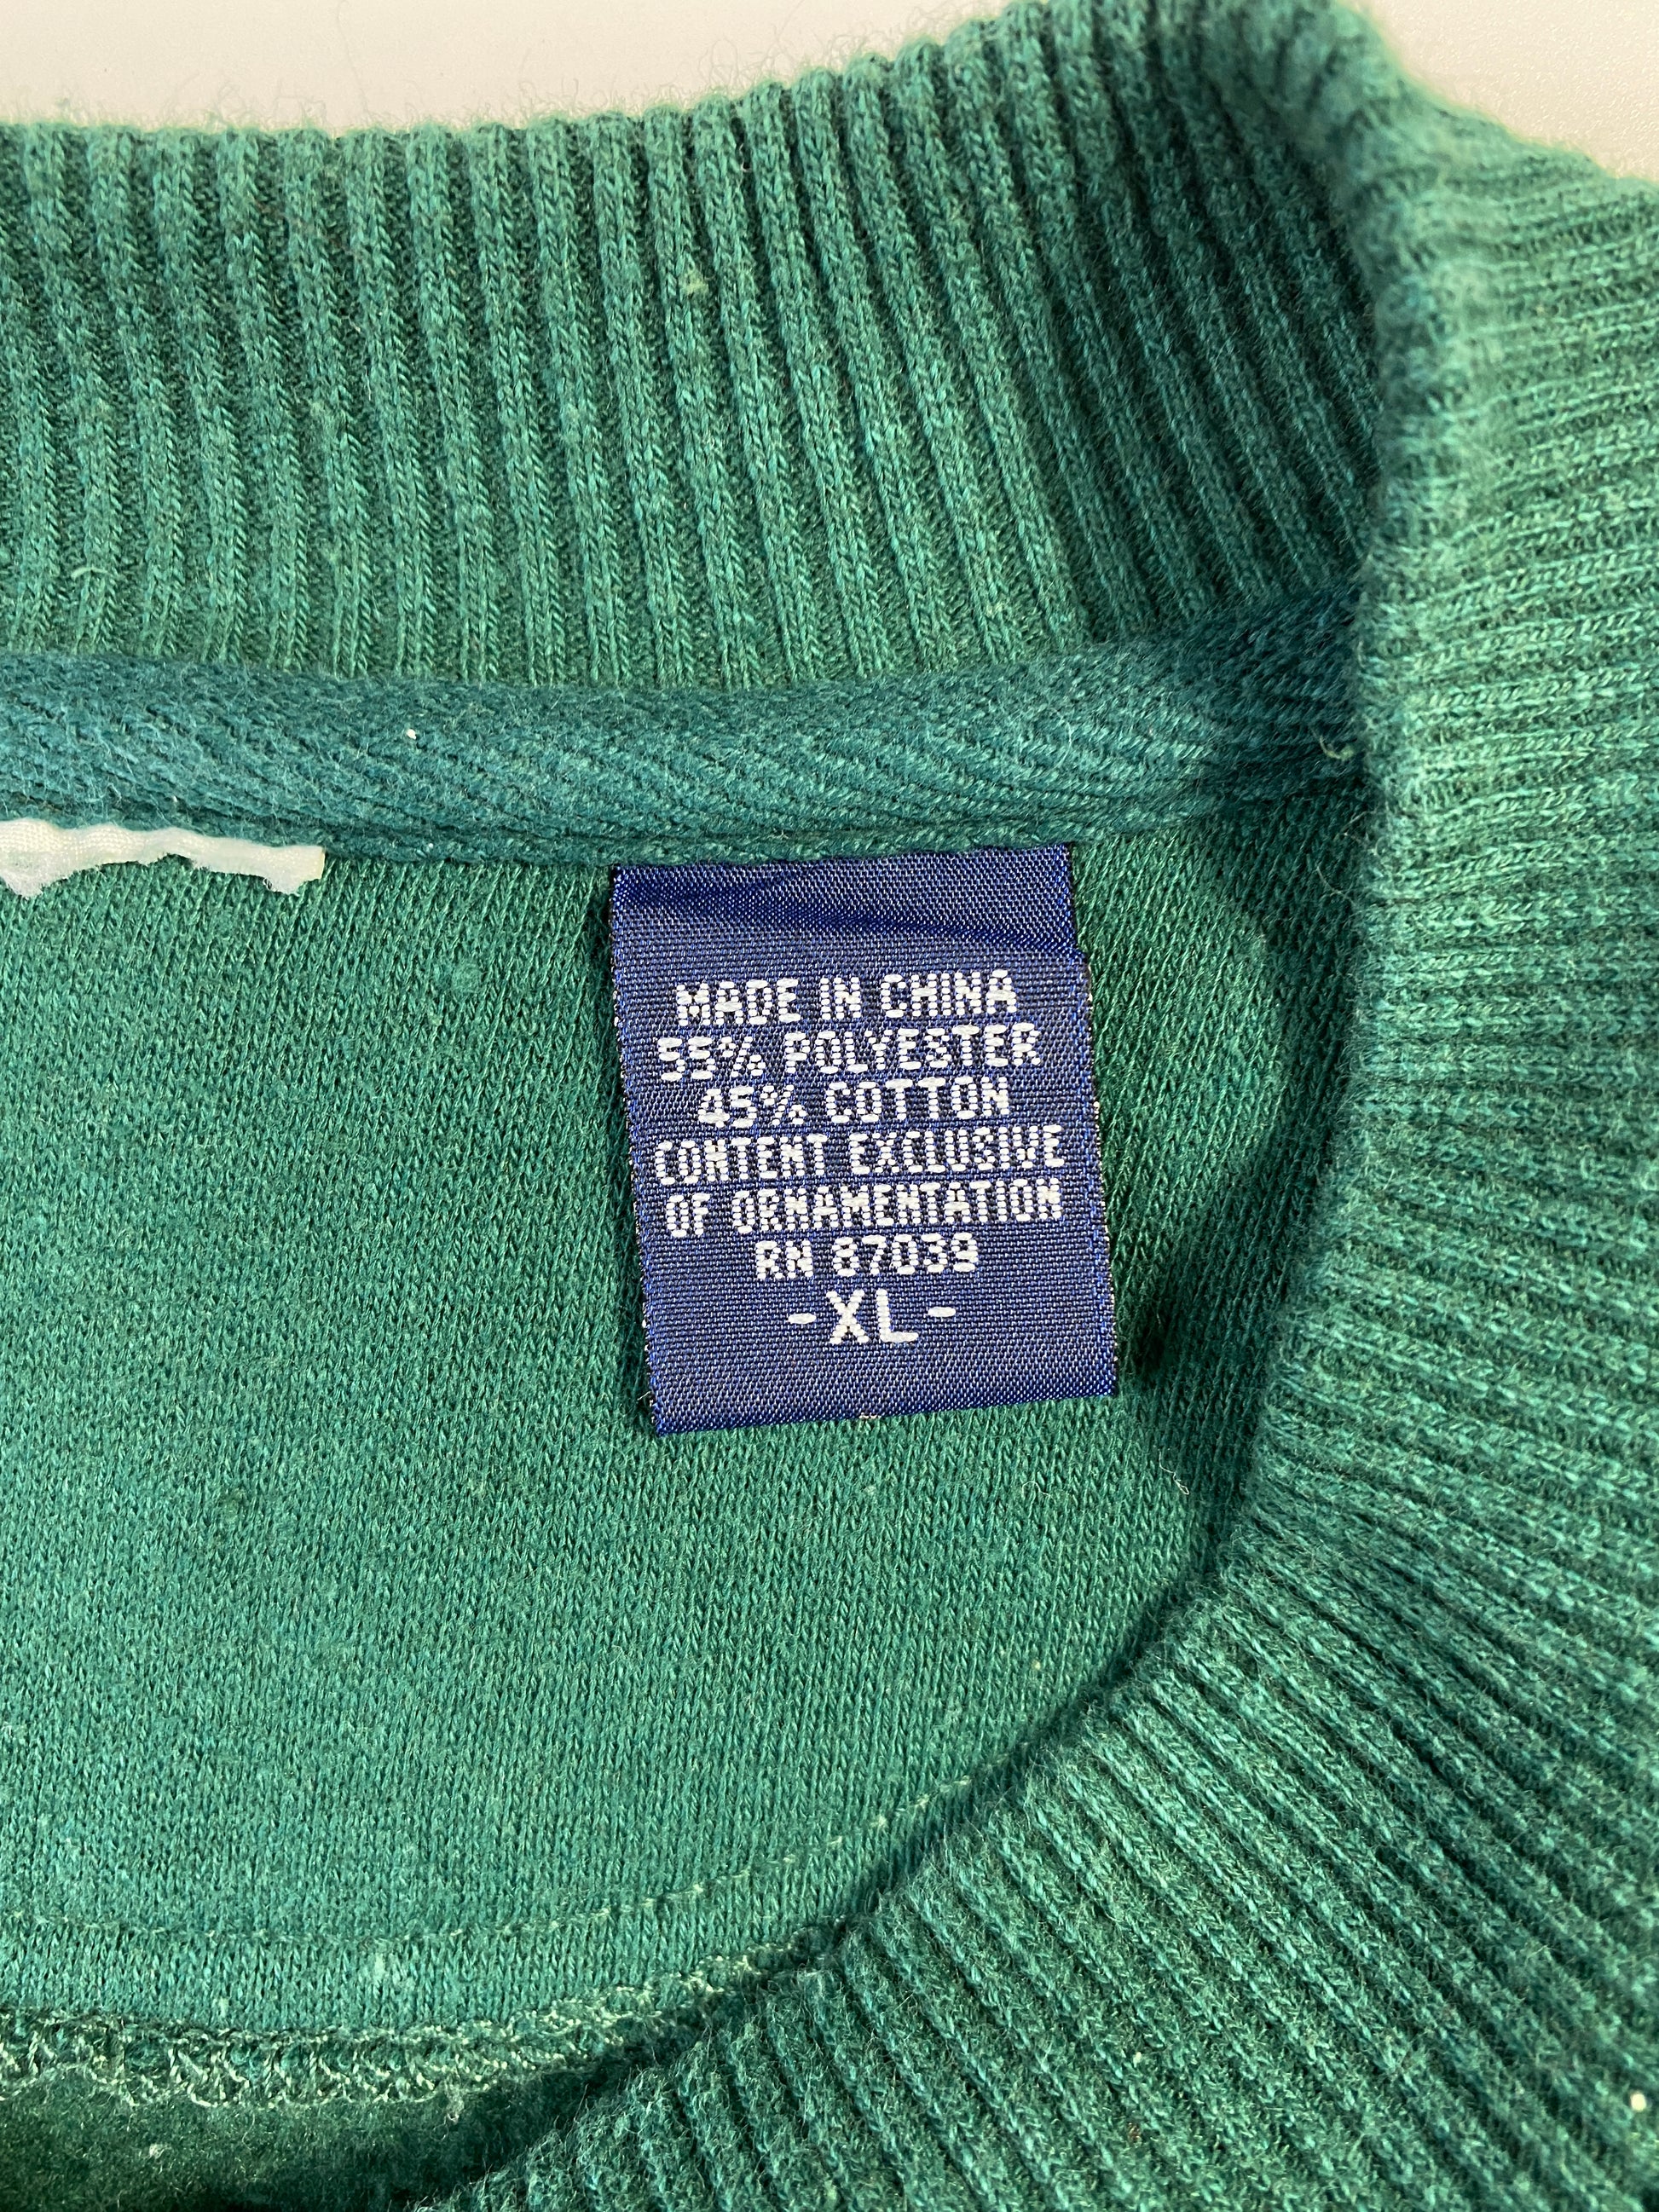 MADE IN CHINA
55% POLYESTER
45% COTTON
CONTENT EXCLUSIVE
OF ORNAMENTATION
RN 87039
-XL-